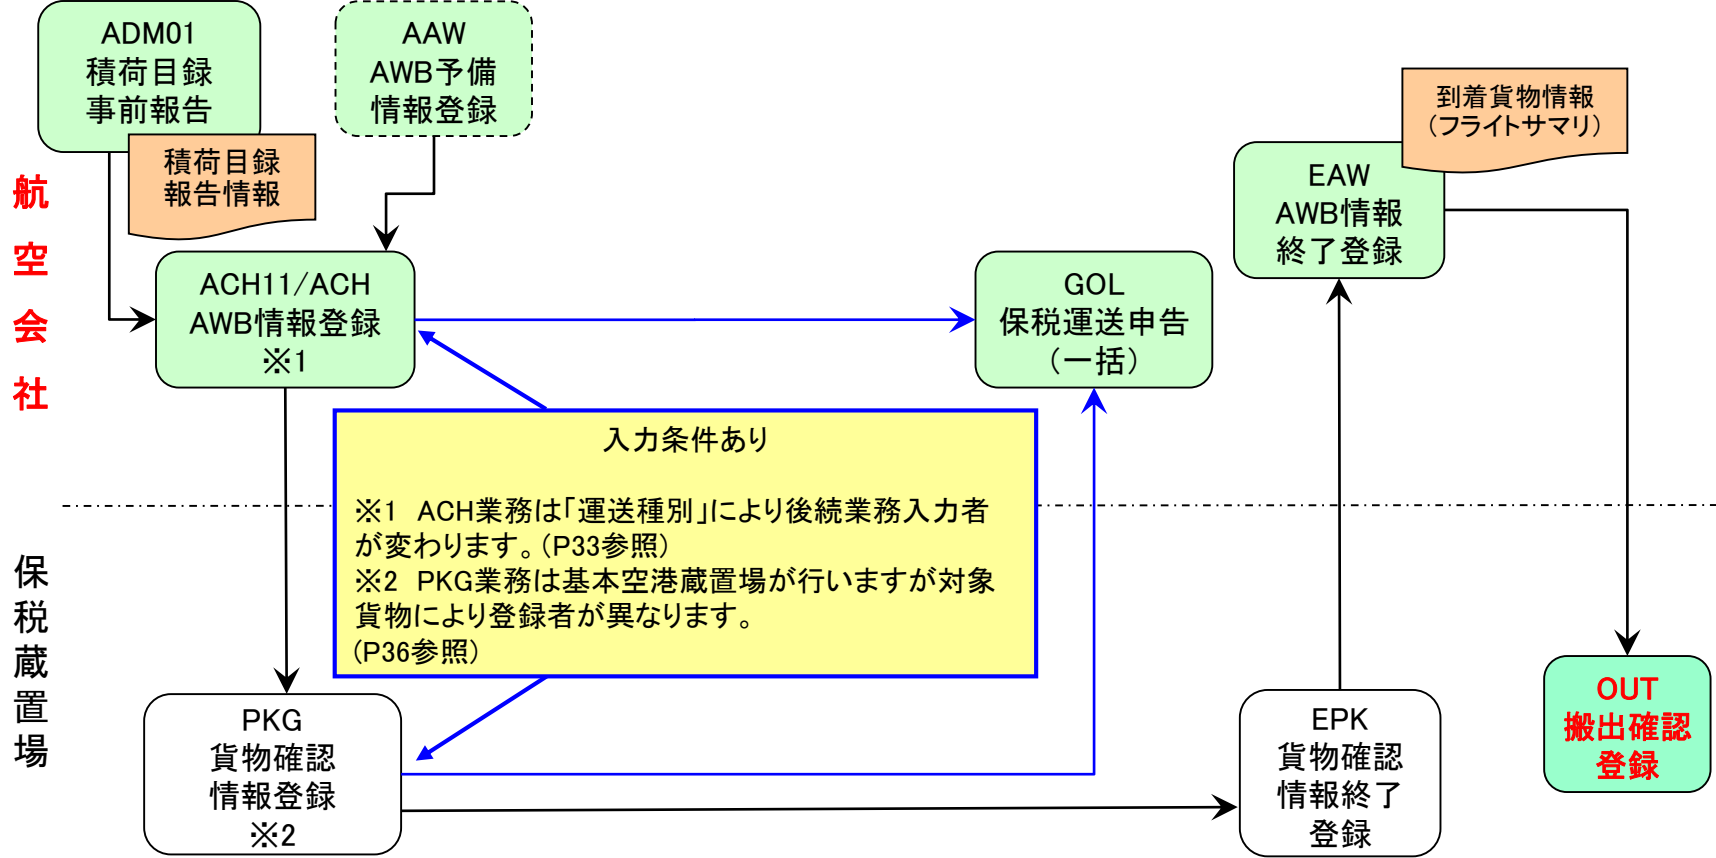 ADM01
積荷目録
事前報告
積荷目録
報告情報
AAW
AWB予備
情報登録
到着貨物情報
（フライトサマリ）
EAW
AWB情報
終了登録
航空会社
ACH11/ACH
AWB情報登録
※1
GOL
保税運送申告
（一括）
入力条件あり
※1 ACH業務は「運送種別」により後続業務入力者
が変わります。(P33参照)
※2 PKG業務は基本空港蔵置場が行いますが対象
貨物により登録者が異なります。
(P36参照)
保税蔵置場
PKG
貨物確認
情報登録
※2
EPK
貨物確認
情報終了
登録
OUT
搬出確認
登録